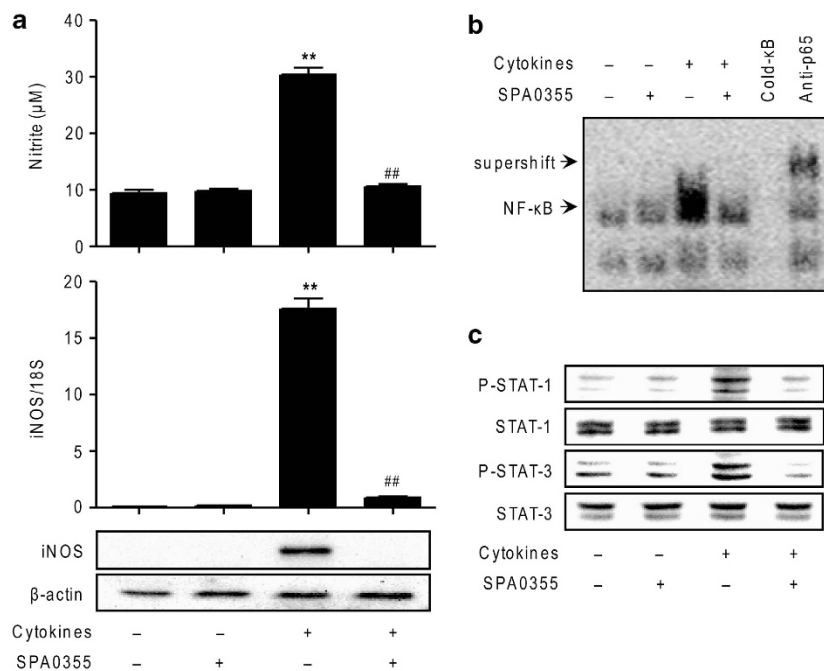 a
40
30
20
10
0
Nitrite (µM)
**
##
20
15
10
5
0
iNOS/18S
**
##
iNOS
β-actin
Cytokines – – + +
SPA0355 – + – +
b
Cytokines – – + + Cold-κB Anti-p65
SPA0355 – + – +
supershift
NF-κB
c
P-STAT-1
STAT-1
P-STAT-3
STAT-3
Cytokines – – + +
SPA0355 – + – +